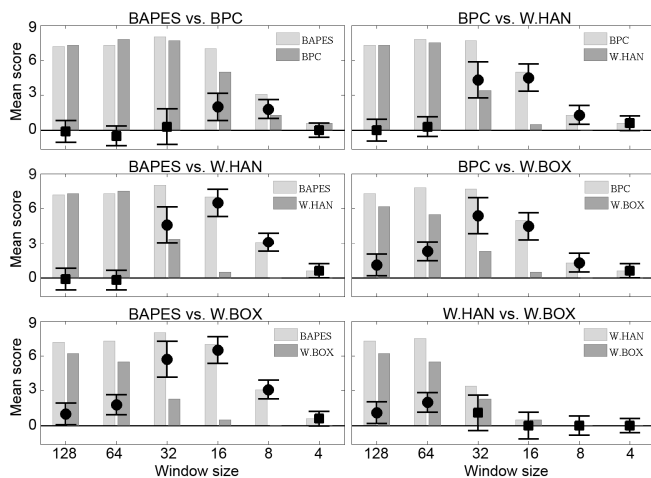 BAPES vs. BPC
BPC vs. W.HAN
Mean score
9
6
3
0
BAPES
BPC
BPC
W.HAN
BAPES vs. W.HAN
BPC vs. W.BOX
Mean score
9
6
3
0
BAPES
W.HAN
BPC
W.BOX
BAPES vs. W.BOX
W.HAN vs. W.BOX
Mean score
9
6
3
0
BAPES
W.BOX
W.HAN
W.BOX
128 64 32 16 8 4
128 64 32 16 8 4
Window size
Window size